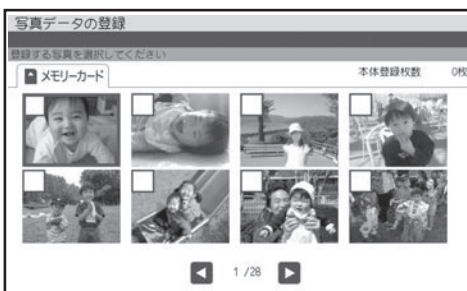 写真データの登録
登録する写真を選択してください
メモリーカード
本体登録枚数 0枚
1 /28